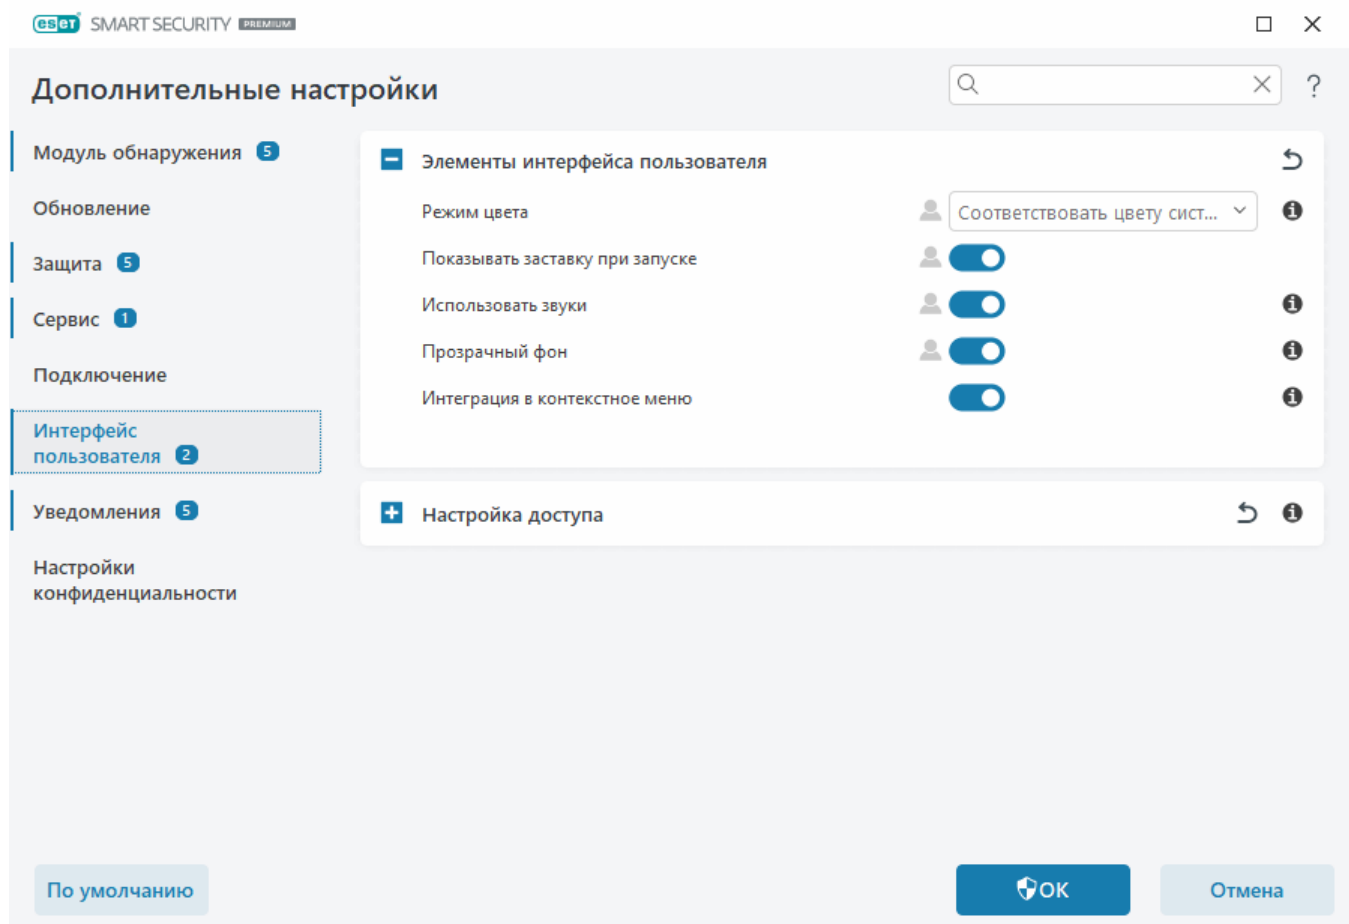 eset SMART SECURITY PREMIUM
Дополнительные настройки
?
Модуль обнаружения 5
Обновление
Защита 5
Сервис 1
Подключение
Интерфейс
пользователя 2
Уведомления 5
Настройки
конфиденциальности
Элементы интерфейса пользователя
Режим цвета
Соответствовать цвету сист...
Показывать заставку при запуске
Использовать звуки
Прозрачный фон
Интеграция в контекстное меню
Настройка доступа
По умолчанию
ОК
Отмена